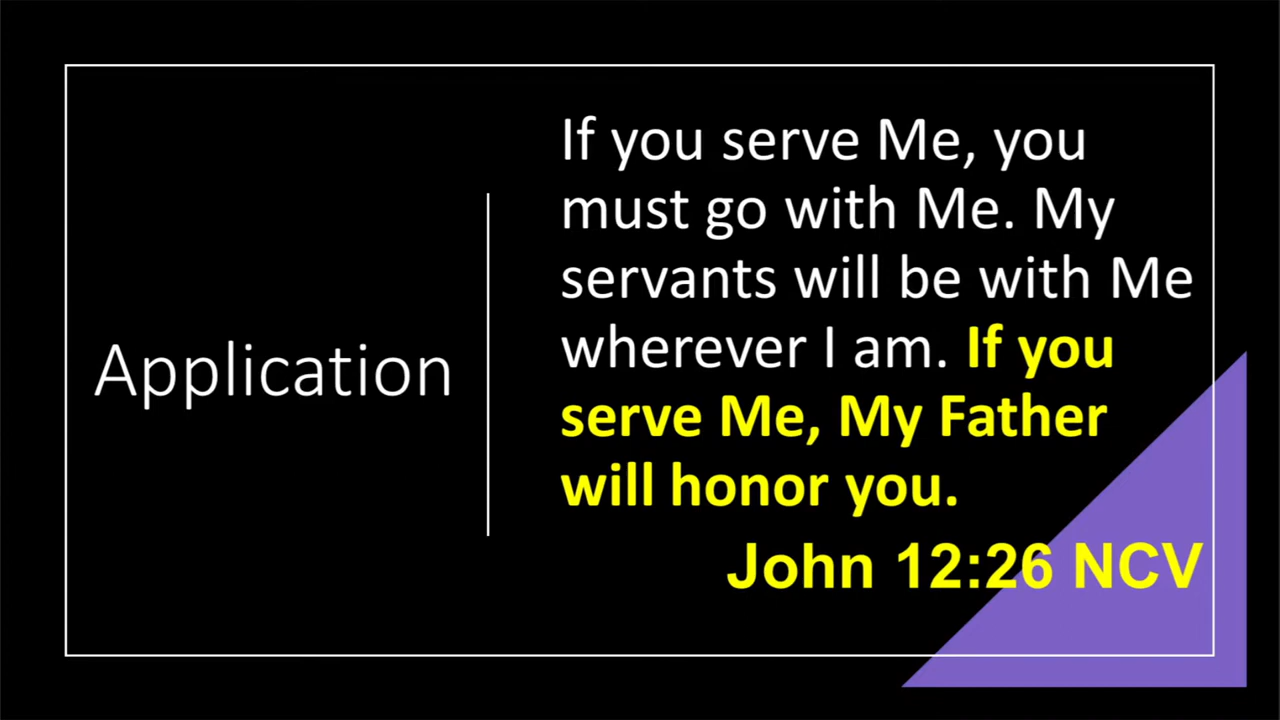 Application
If you serve Me, you
must go with Me. My
servants will be with Me
wherever I am. If you
serve Me, My Father
will honor you.
John 12:26 NCV